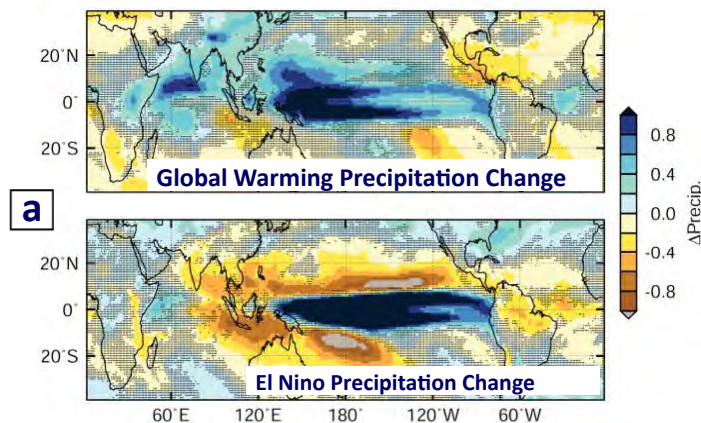 20˚N
0˚
20˚S
Global Warming Precipitation Change
a
20˚N
0˚
20˚S
El Nino Precipitation Change
60˚E 120˚E 180˚ 120˚W 60˚W
0.8
0.4
0.0
-0.4
-0.8
ΔPrecip.